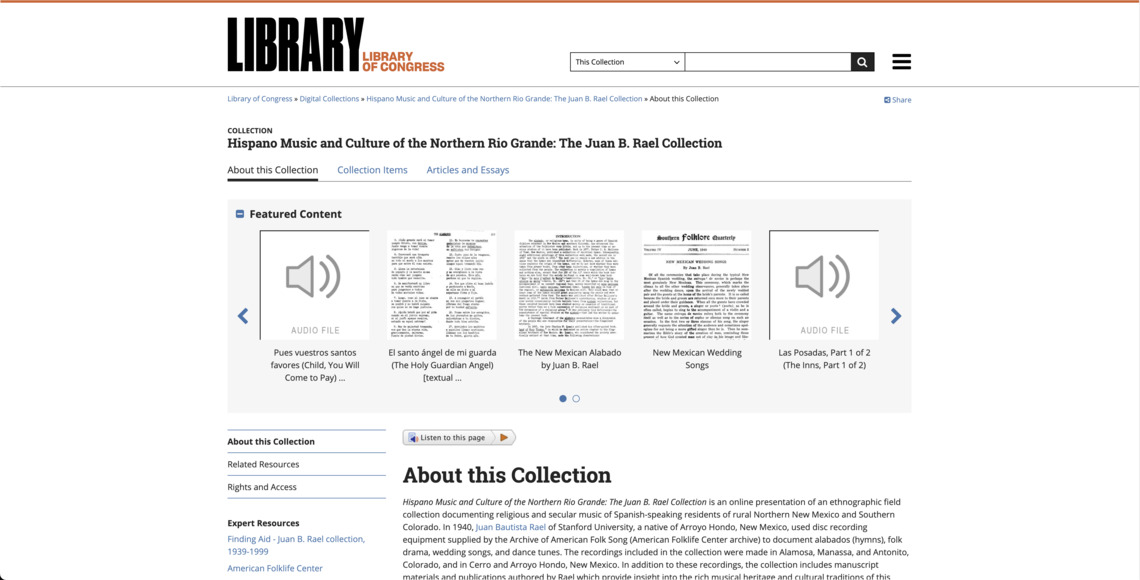 LIBRARY
LIBRARY
OF CONGRESS
This Collection
Library of Congress » Digital Collections » Hispano Music and Culture of the Northern Rio Grande: The Juan B. Rael Collection » About this Collection
Share
COLLECTION
Hispano Music and Culture of the Northern Rio Grande: The Juan B. Rael Collection
About this Collection Collection Items Articles and Essays
Featured Content
AUDIO FILE
Pues vuestros santos
favores (Child, You Will
Come to Pay) ...
El santo ángel de mi guarda
(The Holy Guardian Angel)
[textual ...
INTRODUCTION
The New Mexican Alabado
by Juan B. Rael
Southern Folklore Quarterly
NEW MEXICAN WEDDING SONGS
By Juan B. Rael
New Mexican Wedding
Songs
AUDIO FILE
Las Posadas, Part 1 of 2
(The Inns, Part 1 of 2)
About this Collection
Related Resources
Rights and Access
Expert Resources
Finding Aid - Juan B. Rael collection,
1939-1999
American Folklife Center
Listen to this page
About this Collection
Hispano Music and Culture of the Northern Rio Grande: The Juan B. Rael Collection is an online presentation of an ethnographic field
collection documenting religious and secular music of Spanish-speaking residents of rural Northern New Mexico and Southern
Colorado. In 1940, Juan Bautista Rael of Stanford University, a native of Arroyo Hondo, New Mexico, used disc recording
equipment supplied by the Archive of American Folk Song (American Folklife Center archive) to document alabados (hymns), folk
drama, wedding songs, and dance tunes. The recordings included in the collection were made in Alamosa, Manassa, and Antonito,
Colorado, and in Cerro and Arroyo Hondo, New Mexico. In addition to these recordings, the collection includes manuscript
materials and publications authored by Rael which provide insight into the rich musical heritage and cultural traditions of this